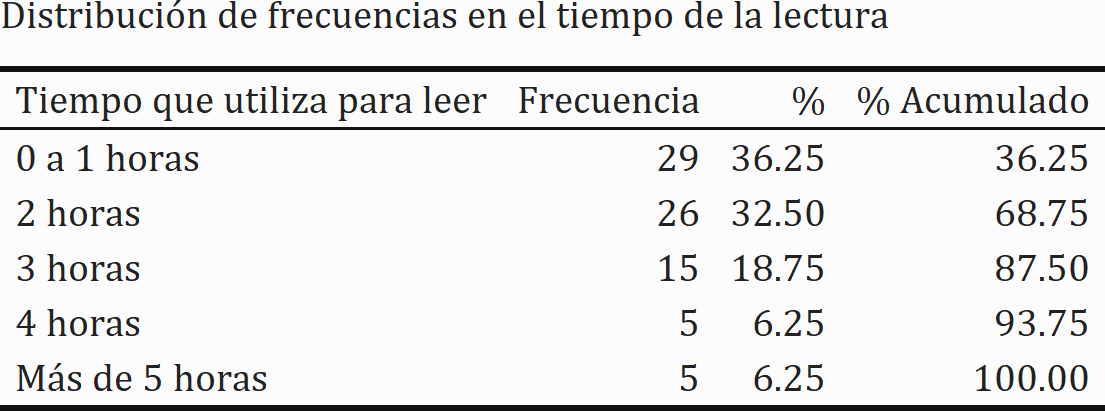 Distribución de frecuencias en el tiempo de la lectura
Tiempo que utiliza para leer Frecuencia % % Acumulado
0 a 1 horas 29 36.25 36.25
2 horas 26 32.50 68.75
3 horas 15 18.75 87.50
4 horas 5 6.25 93.75
Más de 5 horas 5 6.25 100.00